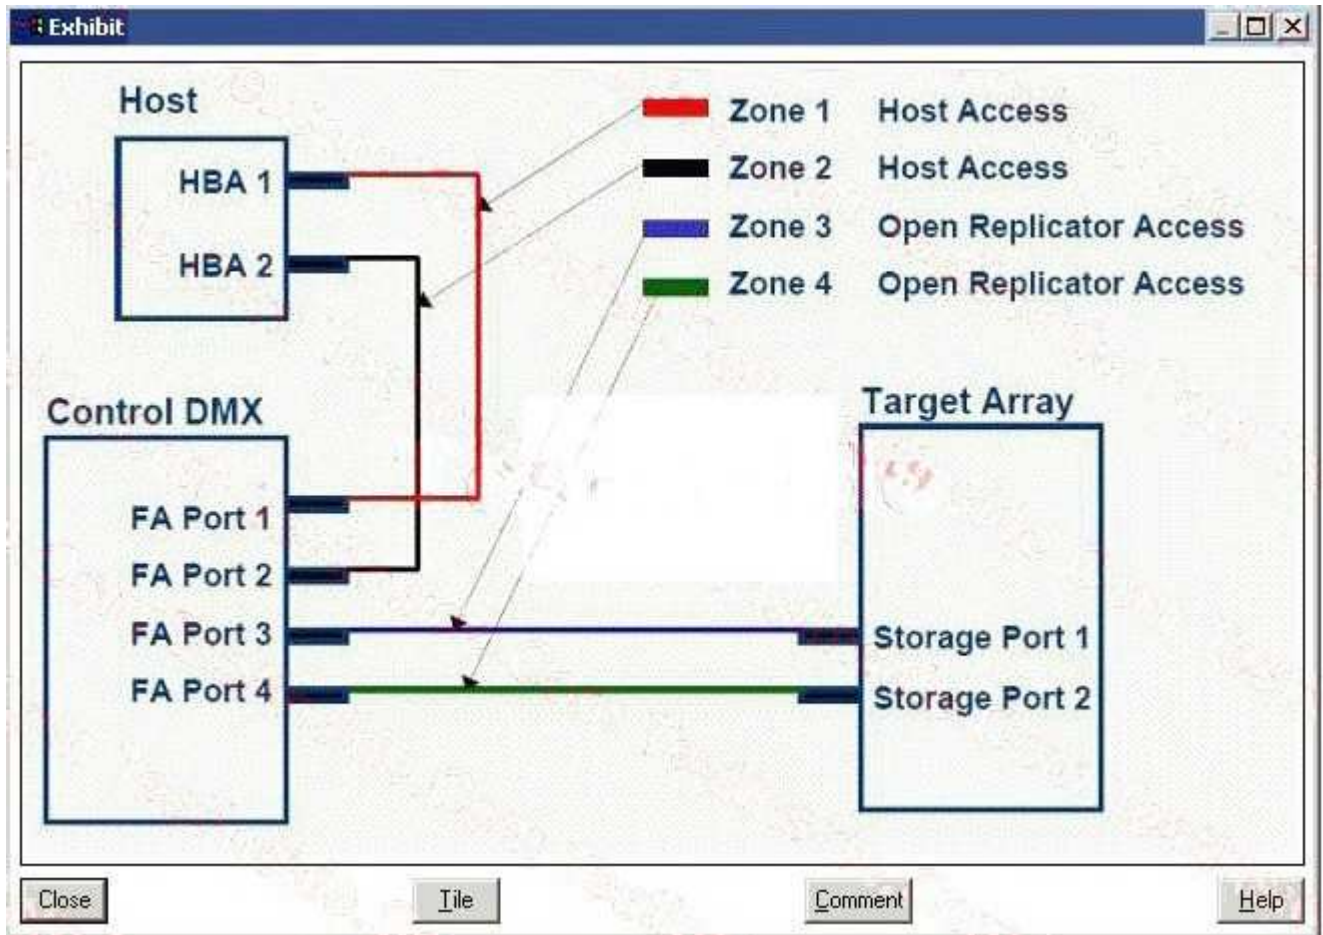 Exhibit
Host
HBA 1
HBA 2
Zone 1 Host Access
Zone 2 Host Access
Zone 3 Open Replicator Access
Zone 4 Open Replicator Access
Control DMX
FA Port 1
FA Port 2
FA Port 3
FA Port 4
Target Array
Storage Port 1
Storage Port 2
Close
Tile
Comment
Help